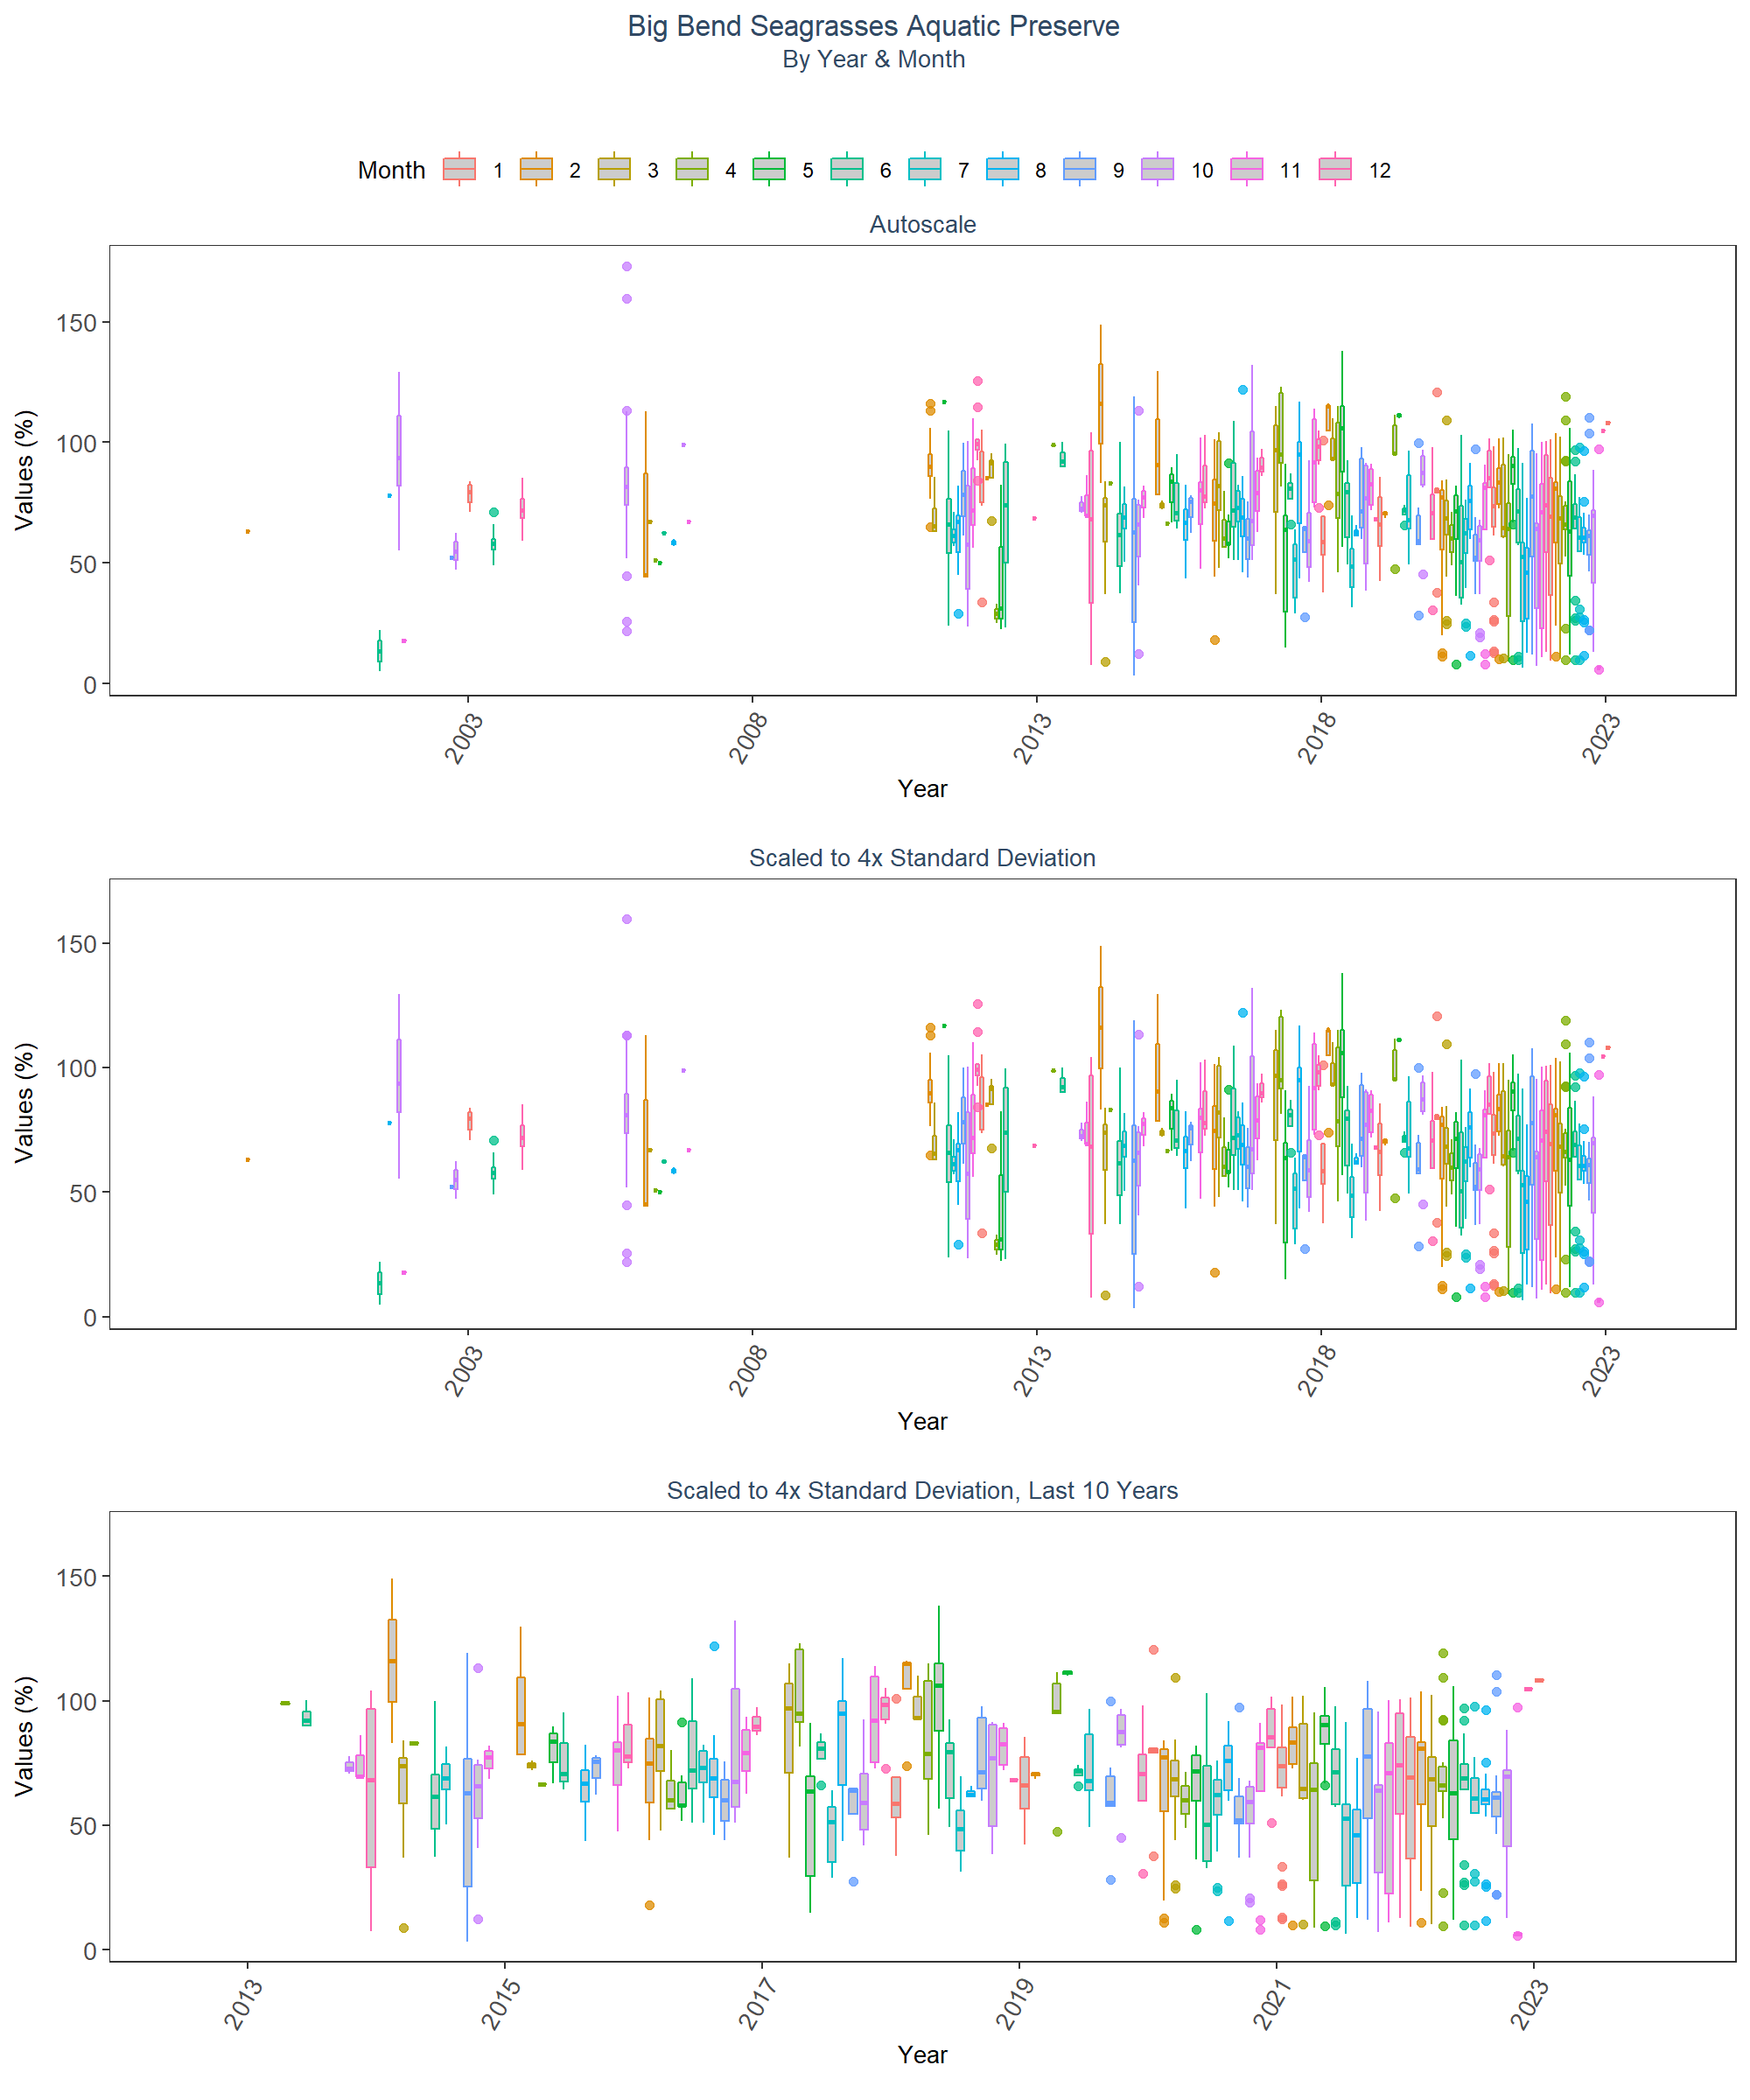 Big Bend Seagrasses Aquatic Preserve
By Year & Month
Month 1 2 3 4 5 6 7 8 9 10 11 12
Autoscale
Values (%)
150
100
50
0
2003 2008 2013 2018 2023
Year
Scaled to 4x Standard Deviation
Values (%)
150
100
50
0
2003 2008 2013 2018 2023
Year
Scaled to 4x Standard Deviation, Last 10 Years
Values (%)
150
100
50
0
2013 2015 2017 2019 2021 2023
Year